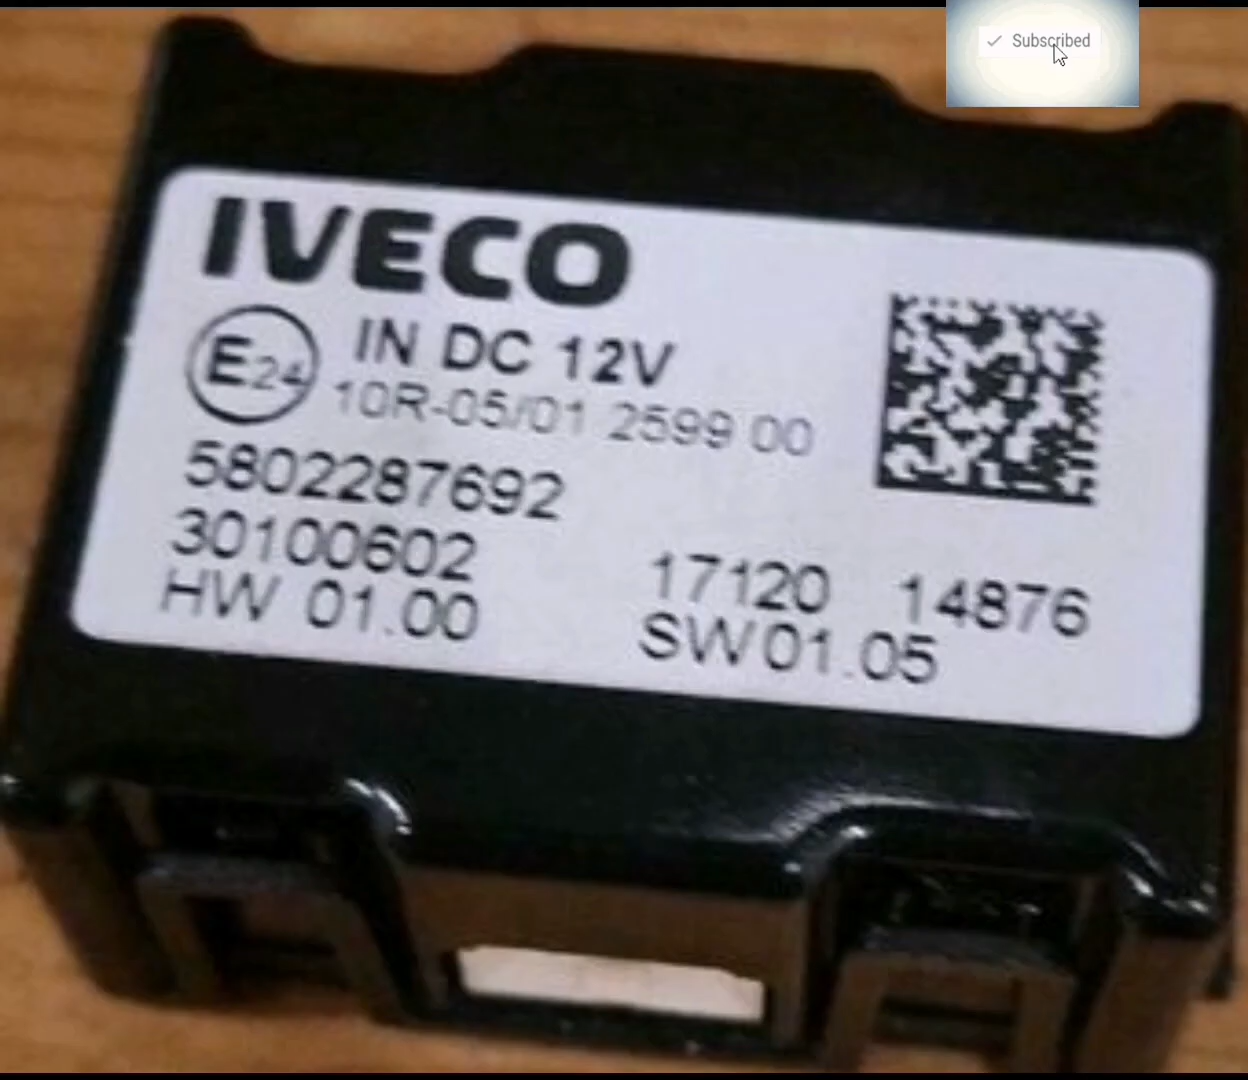 Subscribed
IVECO
E24 IN DC 12V
10R-05/01 2599 00
5802287692
30100602 17120 14876
HW 01.00 SW01.05